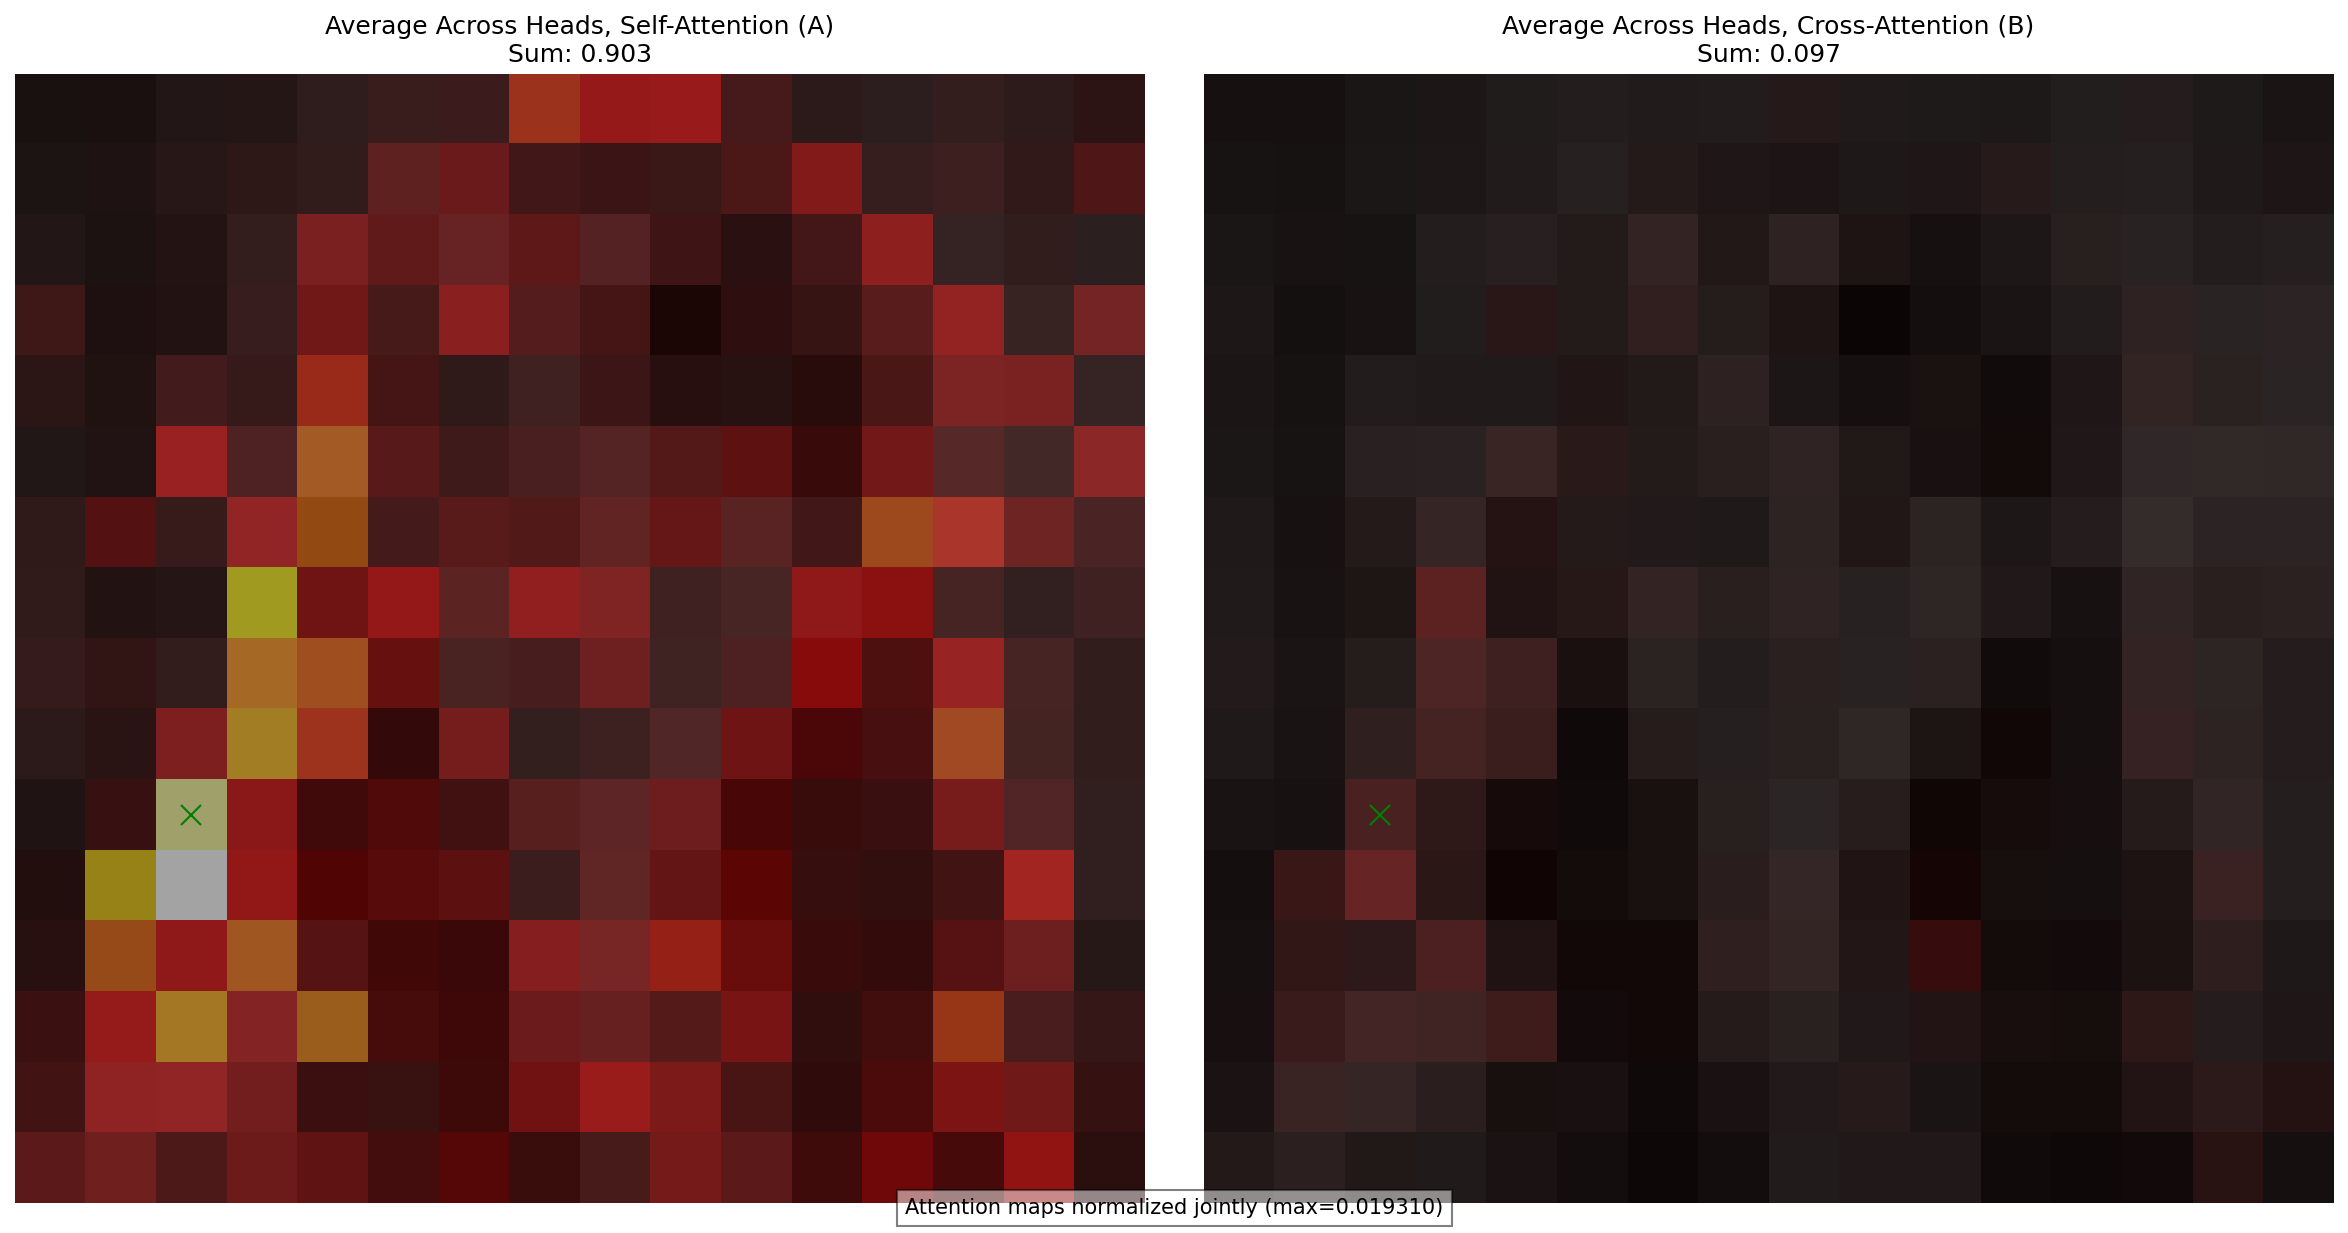 Average Across Heads, Self-Attention (A)
Sum: 0.903
Average Across Heads, Cross-Attention (B)
Sum: 0.097
Attention maps normalized jointly (max=0.019310)